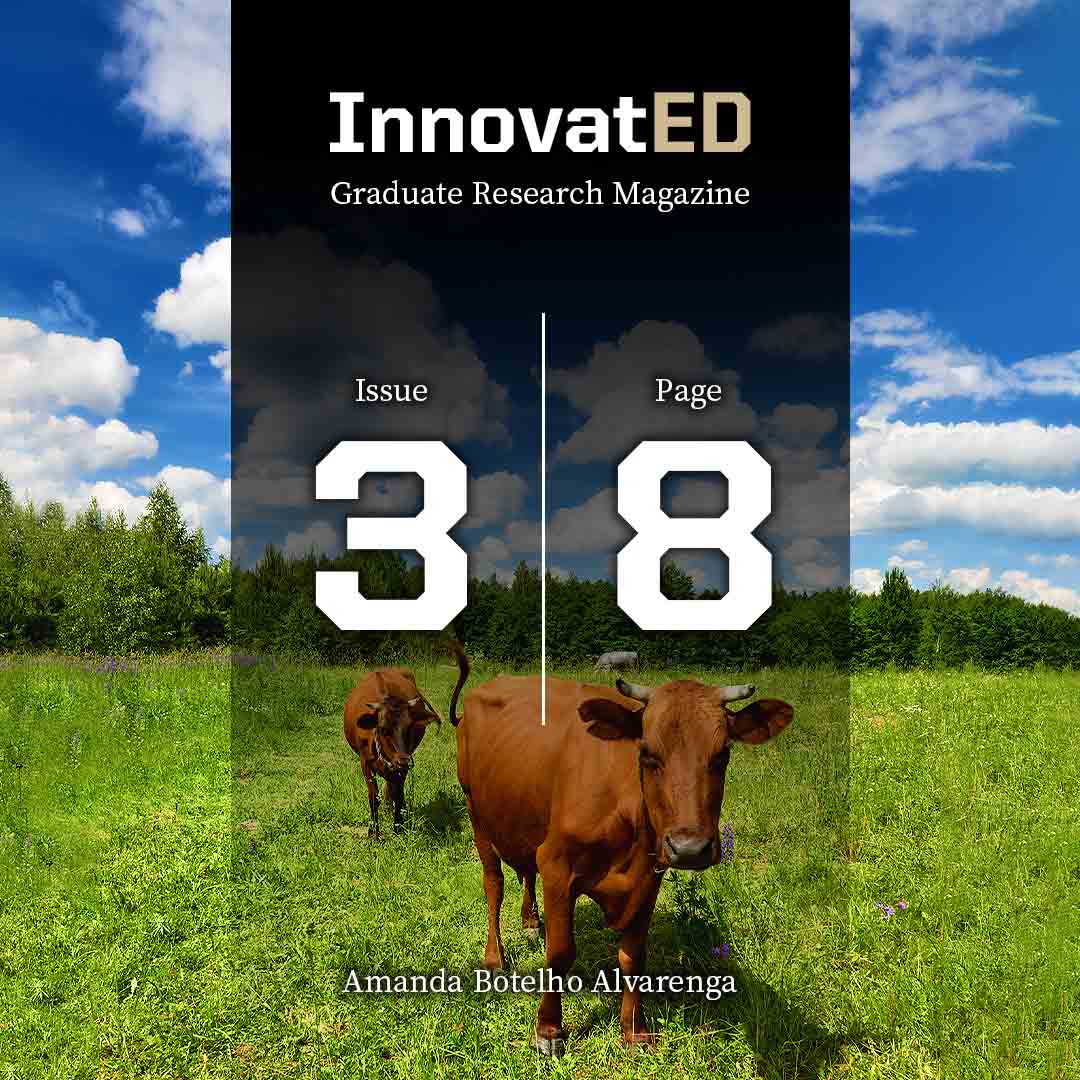 InnovatED
Graduate Research Magazine
Issue
3
Page
8
Amanda Botelho Alvarenga